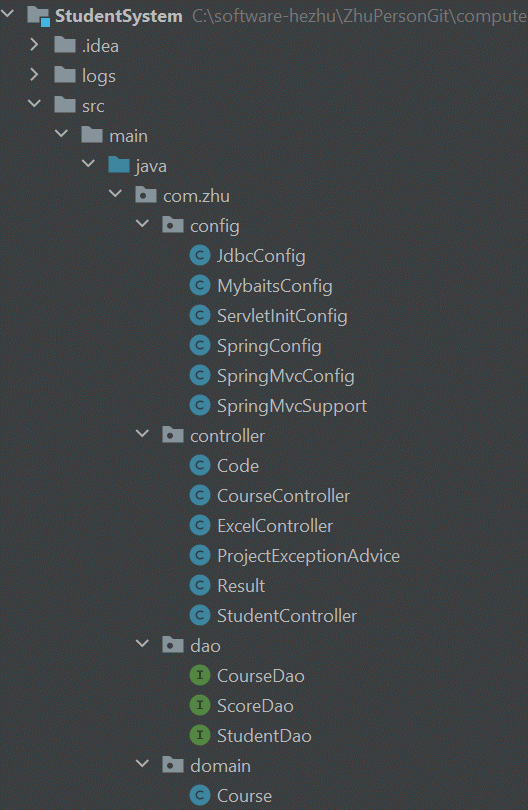 StudentSystem C:\software-hezhu\ZhuPersonGit\compute
.idea
logs
src
main
java
com.zhu
config
C JdbcConfig
C MybaitsConfig
C ServletInitConfig
C SpringConfig
C SpringMvcConfig
C SpringMvcSupport
controller
C Code
C CourseController
C ExcelController
C ProjectExceptionAdvice
C Result
C StudentController
dao
I CourseDao
I ScoreDao
I StudentDao
domain
C Course